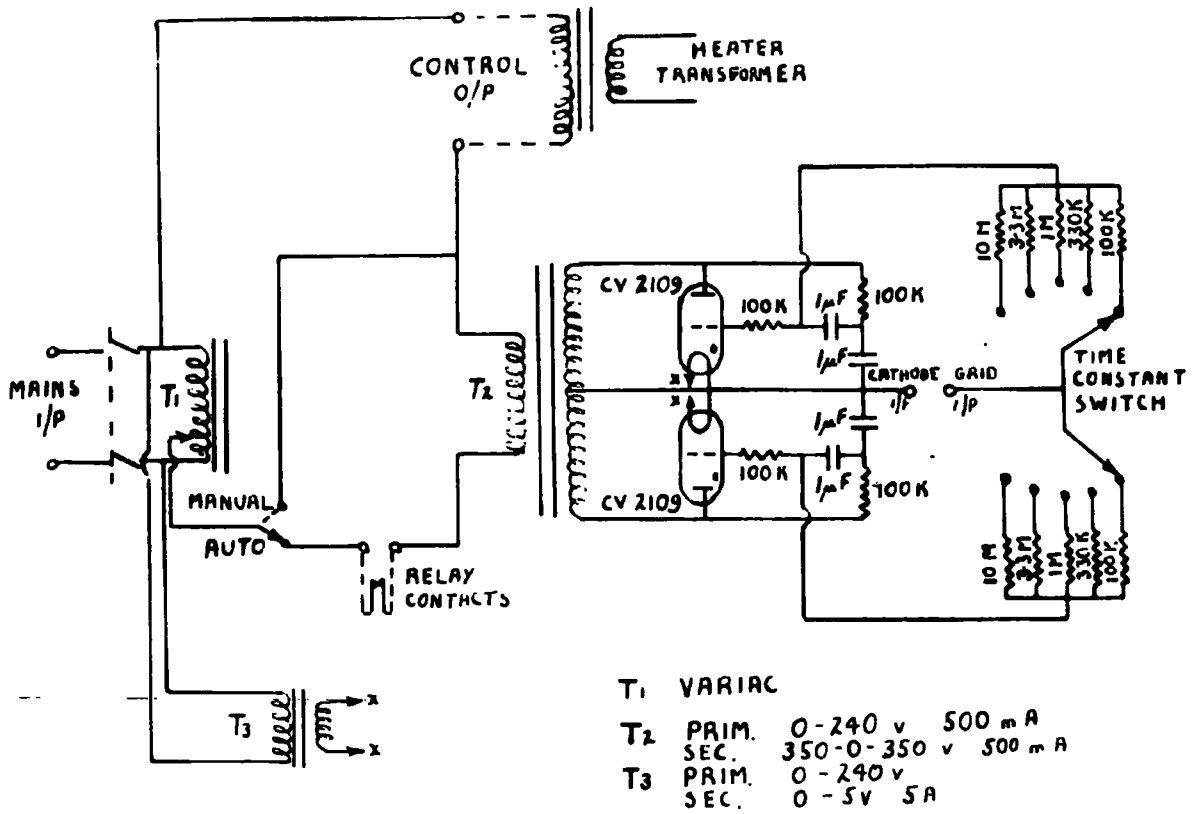 CONTROL
O/P
HEATER
TRANSFORMER
MAINS
I/P
T1
T2
CV 2109
100K
1μF
100K
1μF
x
x
CATHODE
I/P
GRID
I/P
1μF
100K
1μF
100K
CV 2109
10M
3·3M
1M
330K
100K
TIME
CONSTANT
SWITCH
10M
3·3M
1M
330K
100K
MANUAL
AUTO
RELAY
CONTACTS
T3
x
x
T1 VARIAC
T2 PRIM. 0-240 v 500 mA
SEC. 350-0-350 v 500 mA
T3 PRIM. 0-240v
SEC. 0-5v 5A